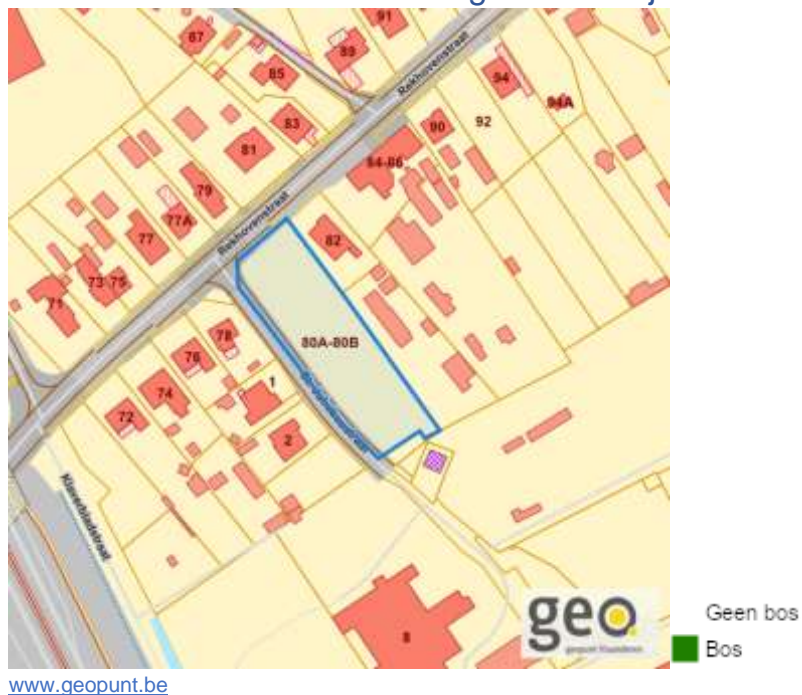 91
87
89
85
Rekhovenstraat
94
94A
83
90
92
81
84-86
79
77A
Rekhovenstraat
77
82
73
75
71
80A-80B
78
76
1
74
72
2
Klaverbladstraat
8
geo
geopunt Vlaanderen
Geen bos
Bos
www.geopunt.be